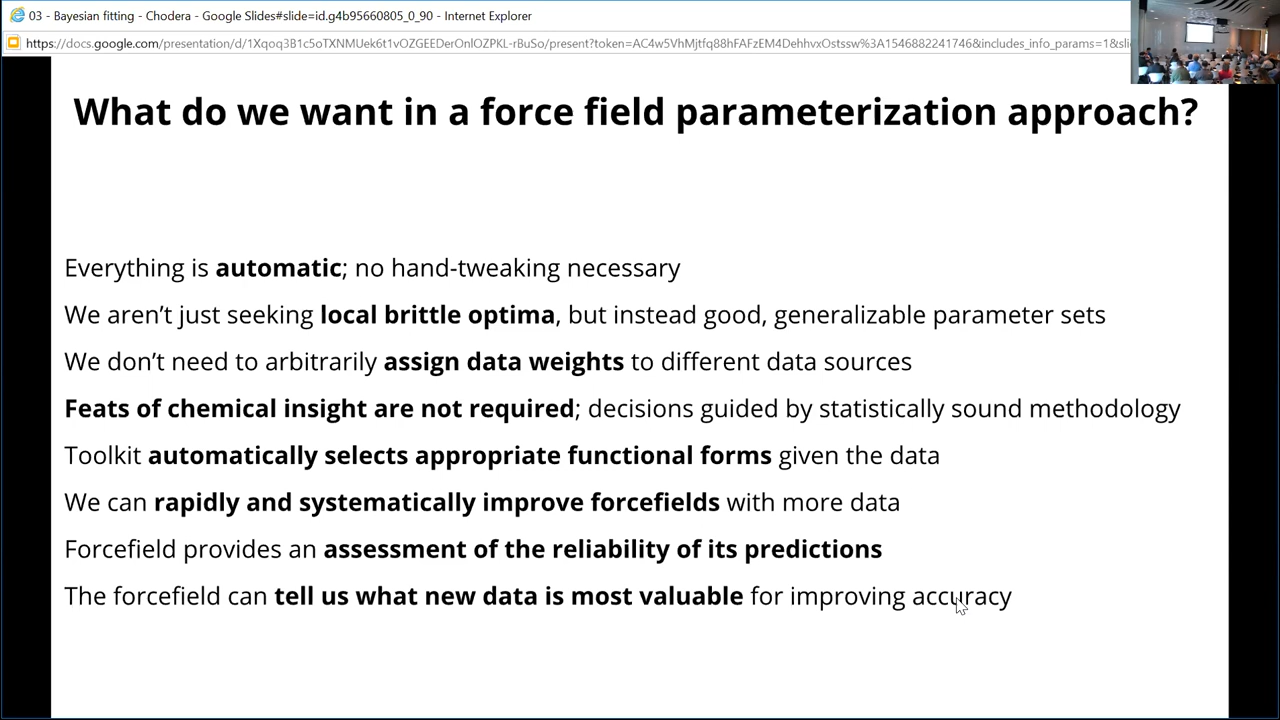 03 - Bayesian fitting - Chodera - Google Slides#slide=id.g4b95660805_0_90 - Internet Explorer
https://docs.google.com/presentation/d/1Xqoq3B1c5oTXNMUek6t1vOZGEEDerOnlOZPKL-rBuSo/present?token=AC4w5VhMjtfq88hFAFzEM4DehhvxOstssw%3A1546882241746&includes_info_params=1&sli
What do we want in a force field parameterization approach?
Everything is automatic; no hand-tweaking necessary
We aren’t just seeking local brittle optima, but instead good, generalizable parameter sets
We don’t need to arbitrarily assign data weights to different data sources
Feats of chemical insight are not required; decisions guided by statistically sound methodology
Toolkit automatically selects appropriate functional forms given the data
We can rapidly and systematically improve forcefields with more data
Forcefield provides an assessment of the reliability of its predictions
The forcefield can tell us what new data is most valuable for improving accuracy